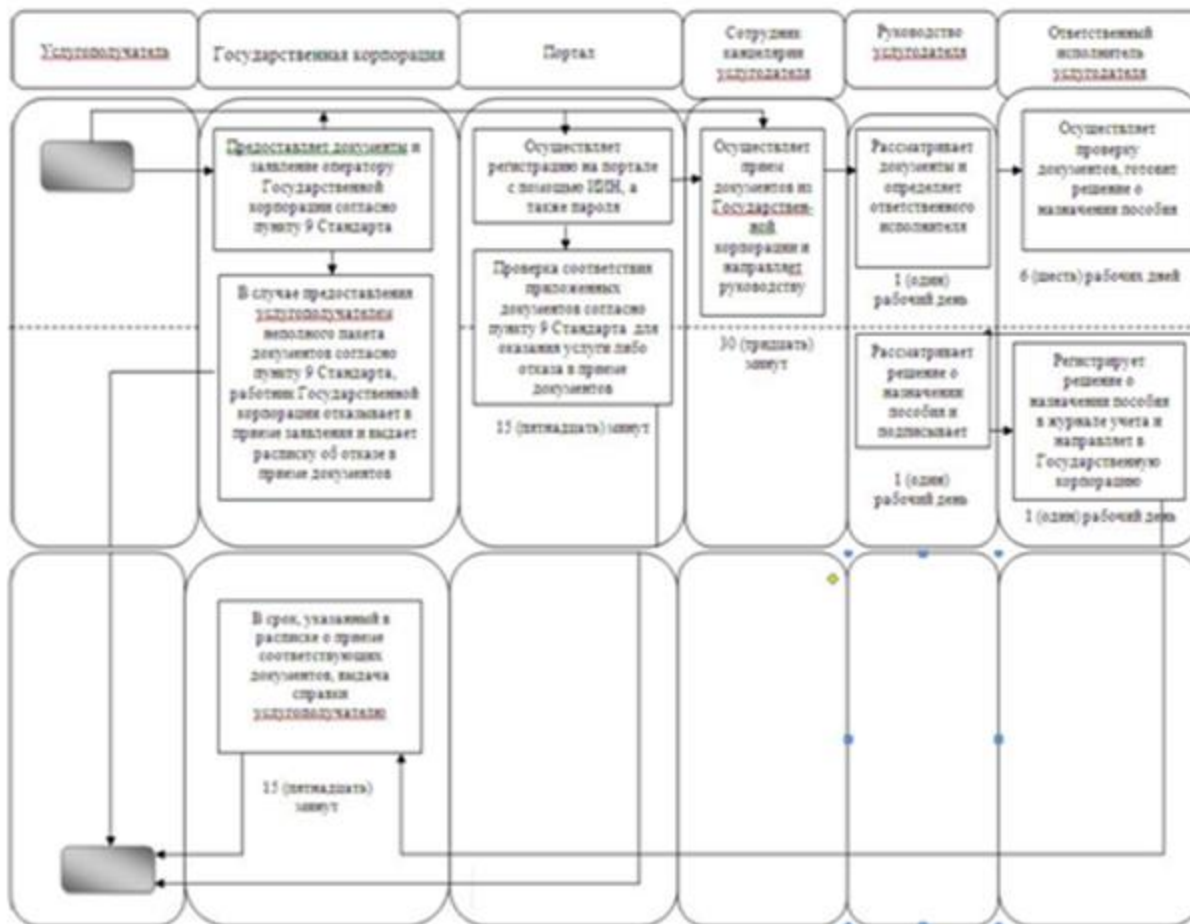 Услугополучатель
Государственная корпорация
Портал
Сотрудник
канцелярии
услугодателя
Руководство
услугодателя
Ответственный
исполнитель
услугодателя
Предоставляет документы и
заявление оператору
Государственной
корпорации согласно
пункту 9 Стандарта
Осуществляет
регистрацию на портале
с помощью ИИН, а
также пароля
Осуществляет
прием
документов из
Государствен-
ной
корпорации и
направляет
руководству
Рассматривает
документы и
определяет
ответственного
исполнителя
Осуществляет
проверку
документов, готовит
решение о
назначении пособия
В случае предоставления
услугополучателем
неполного пакета
документов согласно
пункту 9 Стандарта,
работник Государственной
корпорации отказывает в
приеме заявления и выдает
расписку об отказе в
приеме документов
Проверка соответствия
приложенных
документов согласно
пункту 9 Стандарта для
оказания услуги либо
отказа в приеме
документов
15 (пятнадцать) минут
30 (тридцать)
минут
1 (один)
рабочий день
6 (шесть) рабочих дней
Рассматривает
решение о
назначении
пособия и
подписывает
1 (один)
рабочий день
Регистрирует
решение о
назначении пособия
в журнале учета и
направляет в
Государственную
корпорацию
1 (один) рабочий день
В срок, указанный в
расписке о приеме
соответствующих
документов, выдача
справки
услугополучателю
15 (пятнадцать)
минут